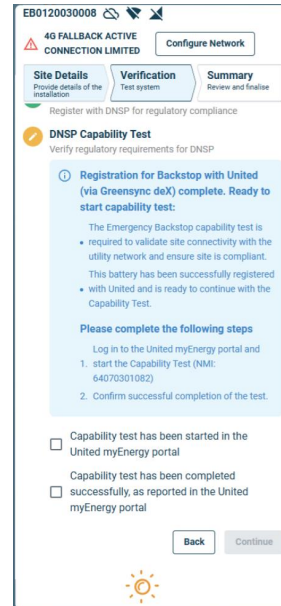 EB0120030008
4G FALLBACK ACTIVE
CONNECTION LIMITED
Configure Network
Site Details
Provide details of the
installation
Verification
Test system
Summary
Review and finalise
Register with DNSP for regulatory compliance
DNSP Capability Test
Verify regulatory requirements for DNSP
Registration for Backstop with United
(via Greensync deX) complete. Ready to
start capability test:
The Emergency Backstop capability test is
• required to validate site connectivity with the
utility network and ensure site is compliant.
This battery has been successfully registered
• with United and is ready to continue with the
Capability Test.
Please complete the following steps
Log in to the United myEnergy portal and
1. start the Capability Test (NMI:
64070301082)
2. Confirm successful completion of the test.
Capability test has been started in the
United myEnergy portal
Capability test has been completed
successfully, as reported in the United
myEnergy portal
Back
Continue